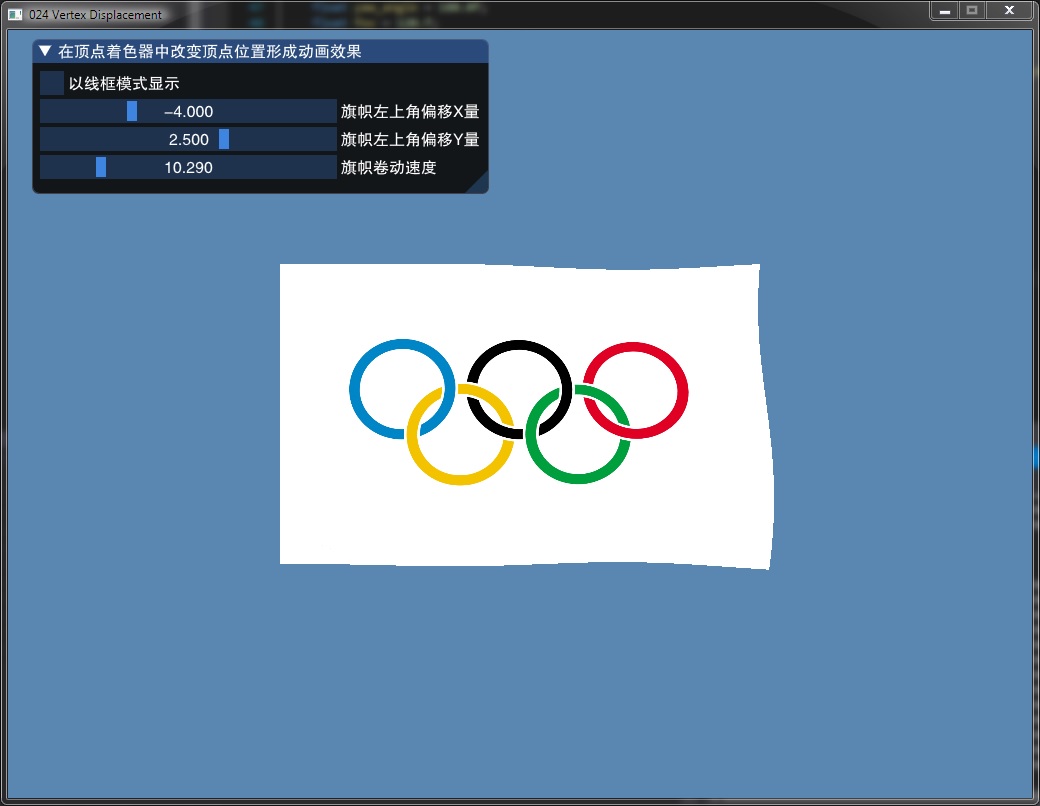 024 Vertex Displacement
在顶点着色器中改变顶点位置形成动画效果
以线框模式显示
-4.000 旗帜左上角偏移X量
2.500 旗帜左上角偏移Y量
10.290 旗帜卷动速度